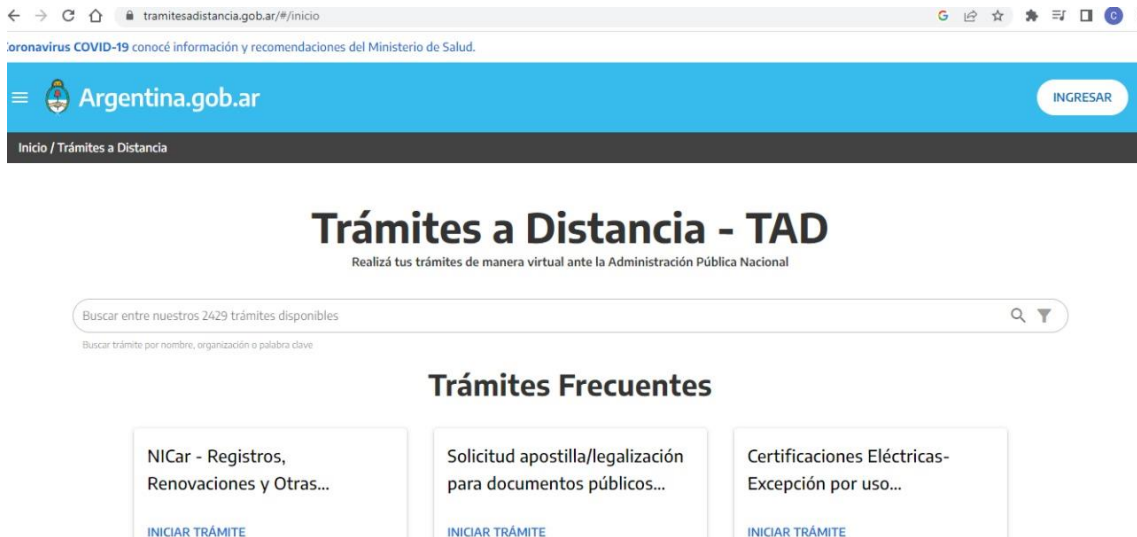 tramitesadistancia.gob.ar/#/inicio
G
C
oronavirus COVID-19 conocé información y recomendaciones del Ministerio de Salud.
Argentina.gob.ar
INGRESAR
Inicio / Trámites a Distancia
Trámites a Distancia - TAD
Realizá tus trámites de manera virtual ante la Administración Pública Nacional
Buscar entre nuestros 2429 trámites disponibles
Buscar trámite por nombre, organización o palabra clave
Trámites Frecuentes
NICar - Registros,
Renovaciones y Otras...
INICIAR TRÁMITE
Solicitud apostilla/legalización
para documentos públicos...
INICIAR TRÁMITE
Certificaciones Eléctricas-
Excepción por uso...
INICIAR TRÁMITE